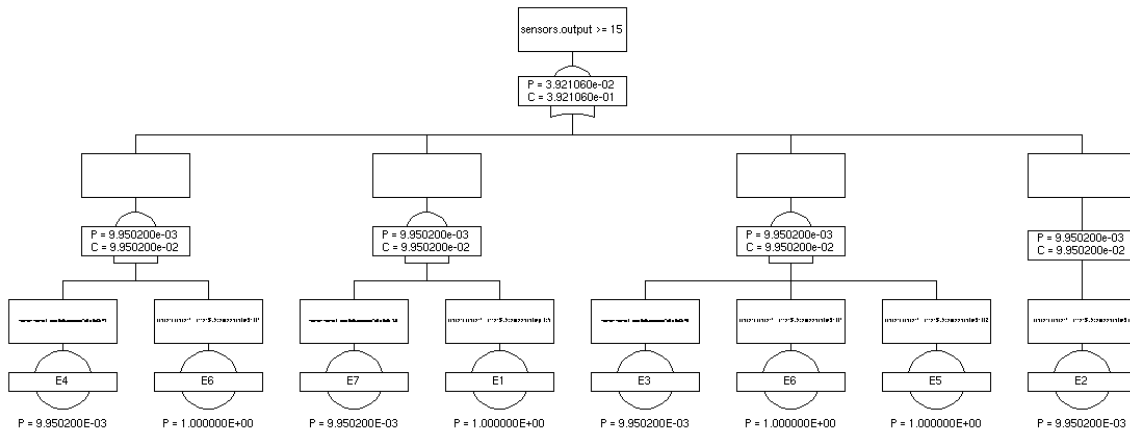 sensors.output >= 15
P = 3.921060e-02
C = 3.921060e-01
P = 9.950200e-03
C = 9.950200e-02
P = 9.950200e-03
C = 9.950200e-02
P = 9.950200e-03
C = 9.950200e-02
P = 9.950200e-03
C = 9.950200e-02
E4
E6
E7
E1
E3
E6
E5
E2
P = 9.950200E-03
P = 1.000000E+00
P = 9.950200E-03
P = 1.000000E+00
P = 9.950200E-03
P = 1.000000E+00
P = 1.000000E+00
P = 9.950200E-03